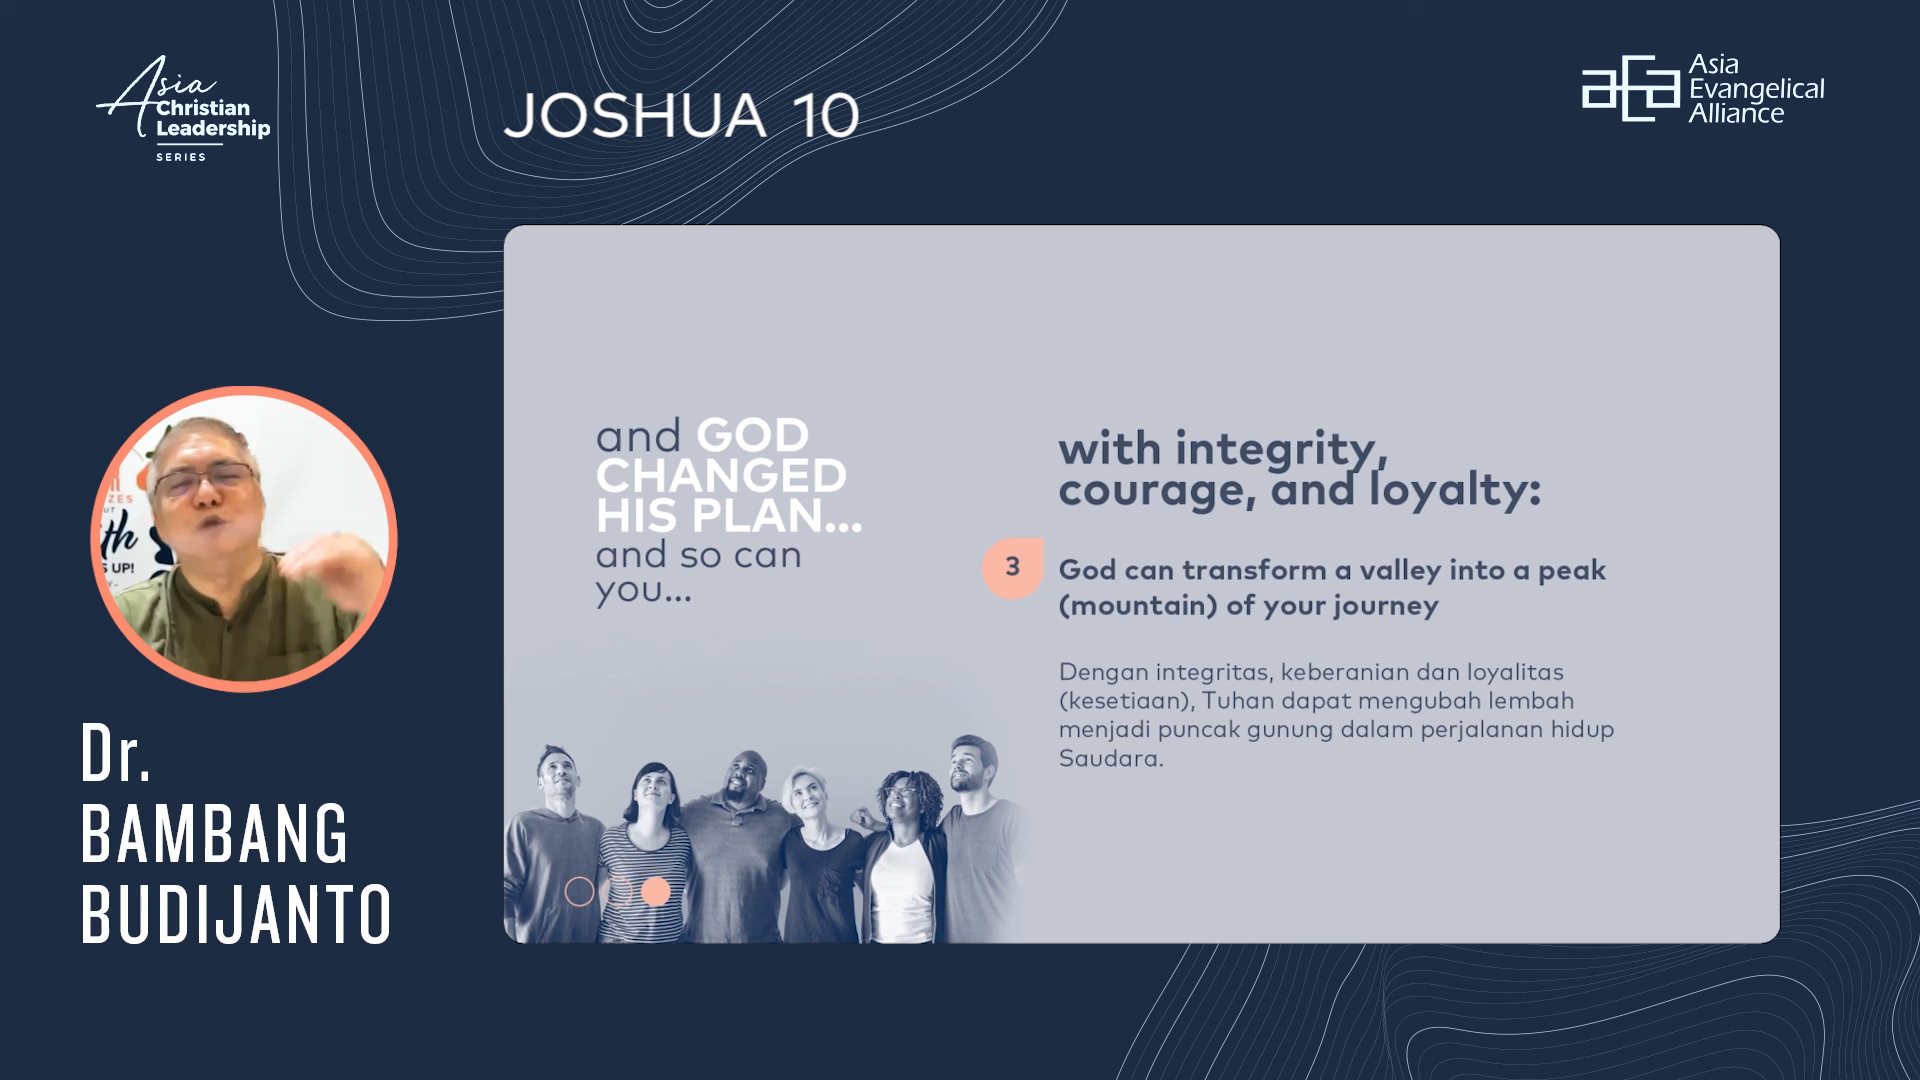 Asia
Christian
Leadership
SERIES
JOSHUA 10
aea
Asia
Evangelical
Alliance
and GOD
CHANGED
HIS PLAN...
and so can
you...
with integrity,
courage, and loyalty:
3
God can transform a valley into a peak
(mountain) of your journey
Dengan integritas, keberanian dan loyalitas
(kesetiaan), Tuhan dapat mengubah lembah
menjadi puncak gunung dalam perjalanan hidup
Saudara.
UP!
Dr.
BAMBANG
BUDIJANTO